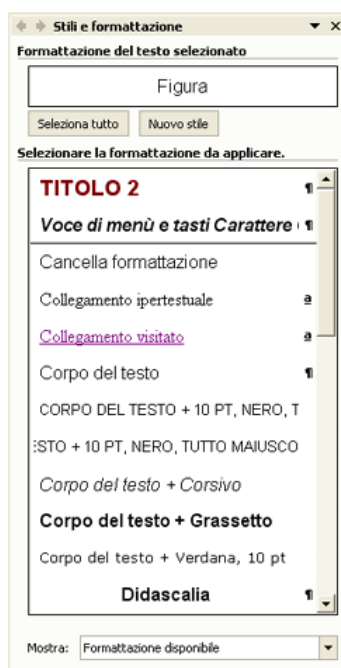 Stili e formattazione
Formattazione del testo selezionato
Figura
Seleziona tutto Nuovo stile
Selezionare la formattazione da applicare.
TITOLO 2 ¶
Voce di menù e tasti Carattere ¶
Cancella formattazione
Collegamento ipertestuale a
Collegamento visitato a
Corpo del testo ¶
CORPO DEL TESTO + 10 PT, NERO, T
ESTO + 10 PT, NERO, TUTTO MAIUSCO
Corpo del testo + Corsivo
Corpo del testo + Grassetto
Corpo del testo + Verdana, 10 pt
Didascalia ¶
Mostra: Formattazione disponibile